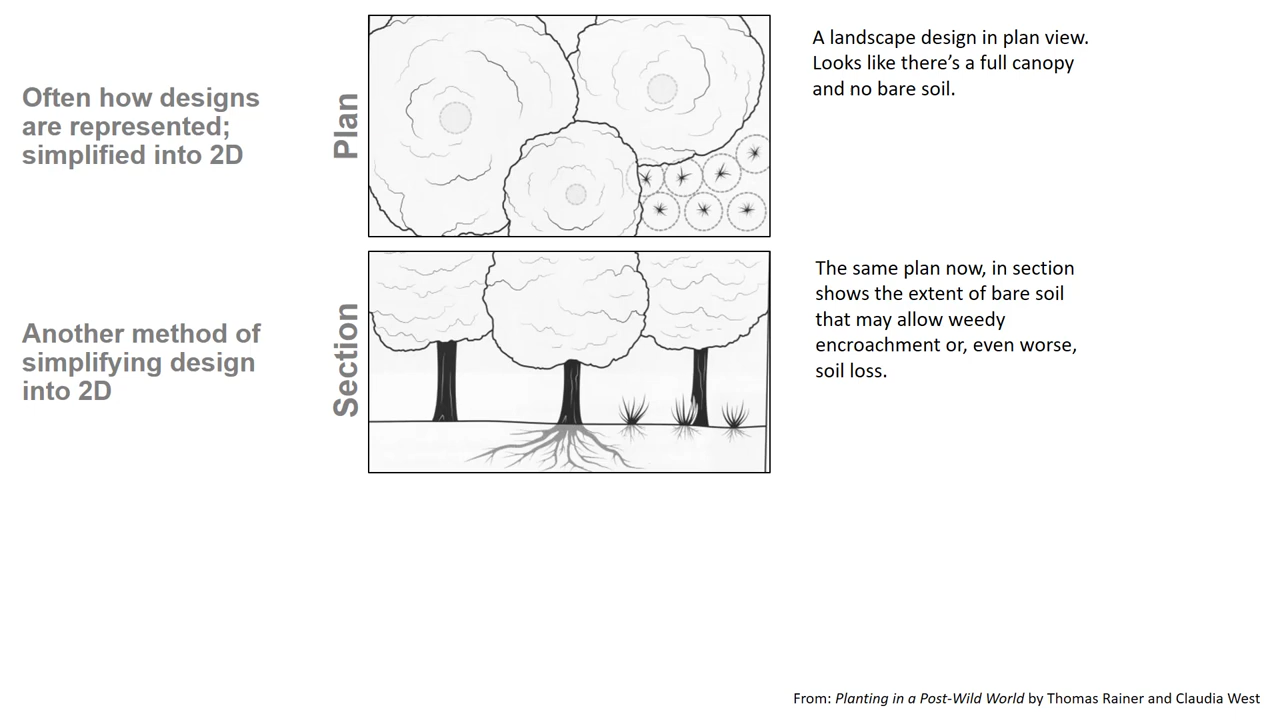 Often how designs
are represented;
simplified into 2D
Plan
A landscape design in plan view.
Looks like there’s a full canopy
and no bare soil.
Another method of
simplifying design
into 2D
Section
The same plan now, in section
shows the extent of bare soil
that may allow weedy
encroachment or, even worse,
soil loss.
From: Planting in a Post-Wild World by Thomas Rainer and Claudia West